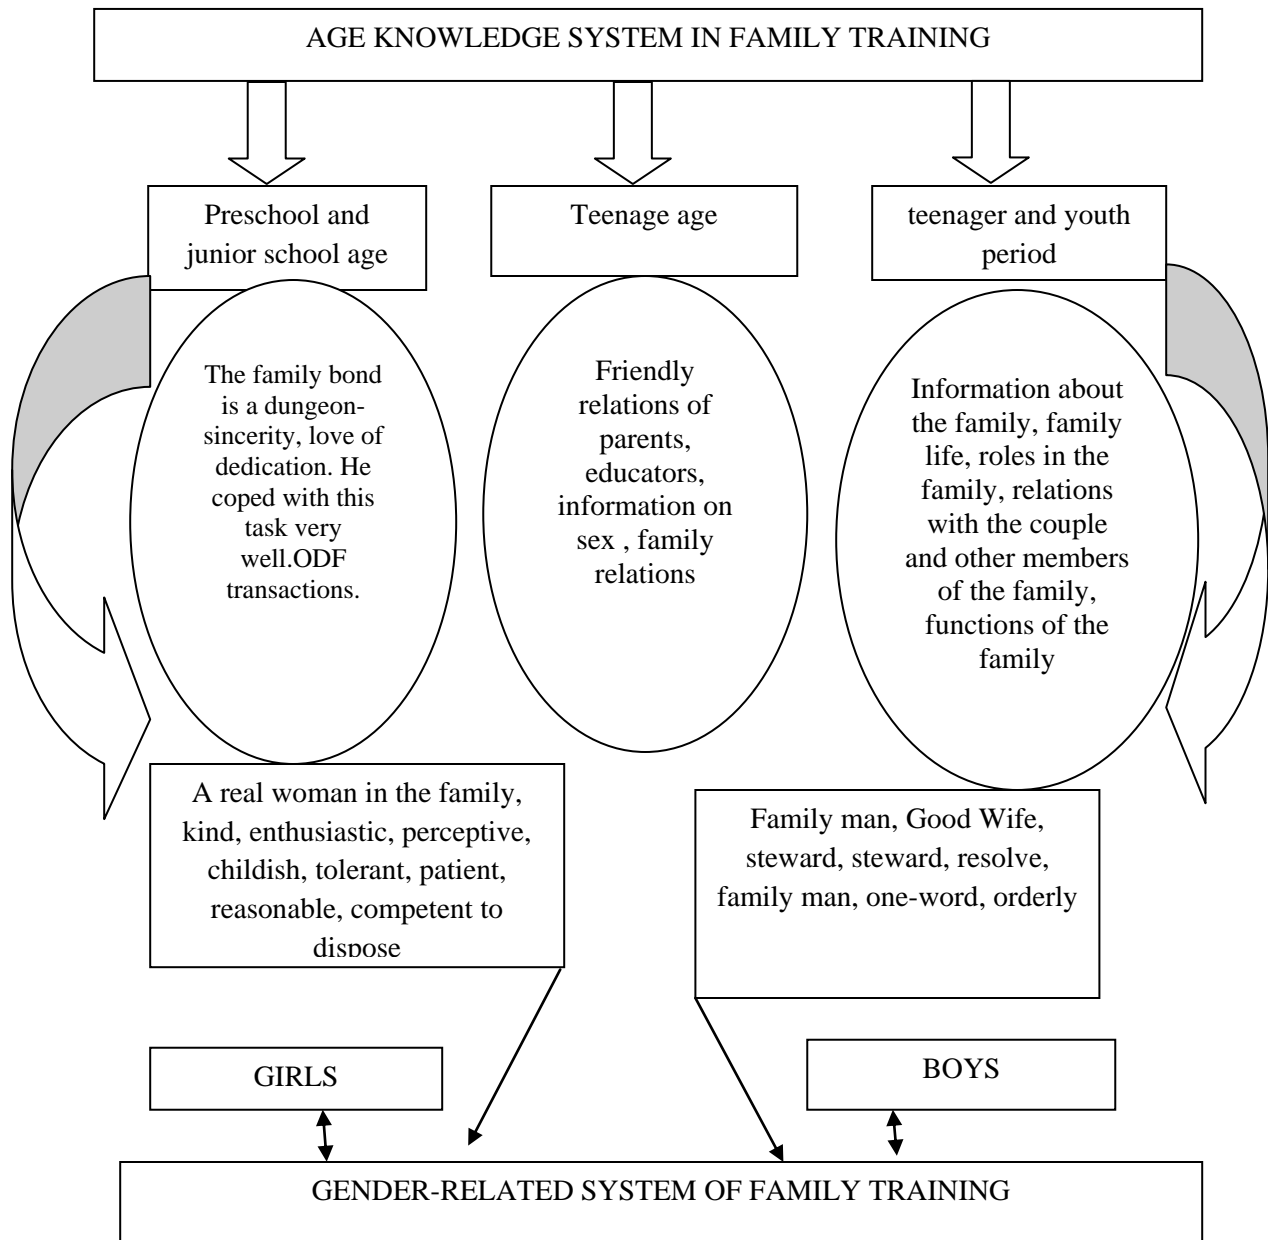 AGE KNOWLEDGE SYSTEM IN FAMILY TRAINING
Preschool and
junior school age
Teenage age
teenager and youth
period
The family bond
is a dungeon-
sincerity, love of
dedication. He
coped with this
task very
well.ODF
transactions.
Friendly
relations of
parents,
educators,
information on
sex , family
relations
Information about
the family, family
life, roles in the
family, relations
with the couple
and other members
of the family,
functions of the
family
A real woman in the family,
kind, enthusiastic, perceptive,
childish, tolerant, patient,
reasonable, competent to
dispose
Family man, Good Wife,
steward, steward, resolve,
family man, one-word, orderly
GIRLS
BOYS
GENDER-RELATED SYSTEM OF FAMILY TRAINING